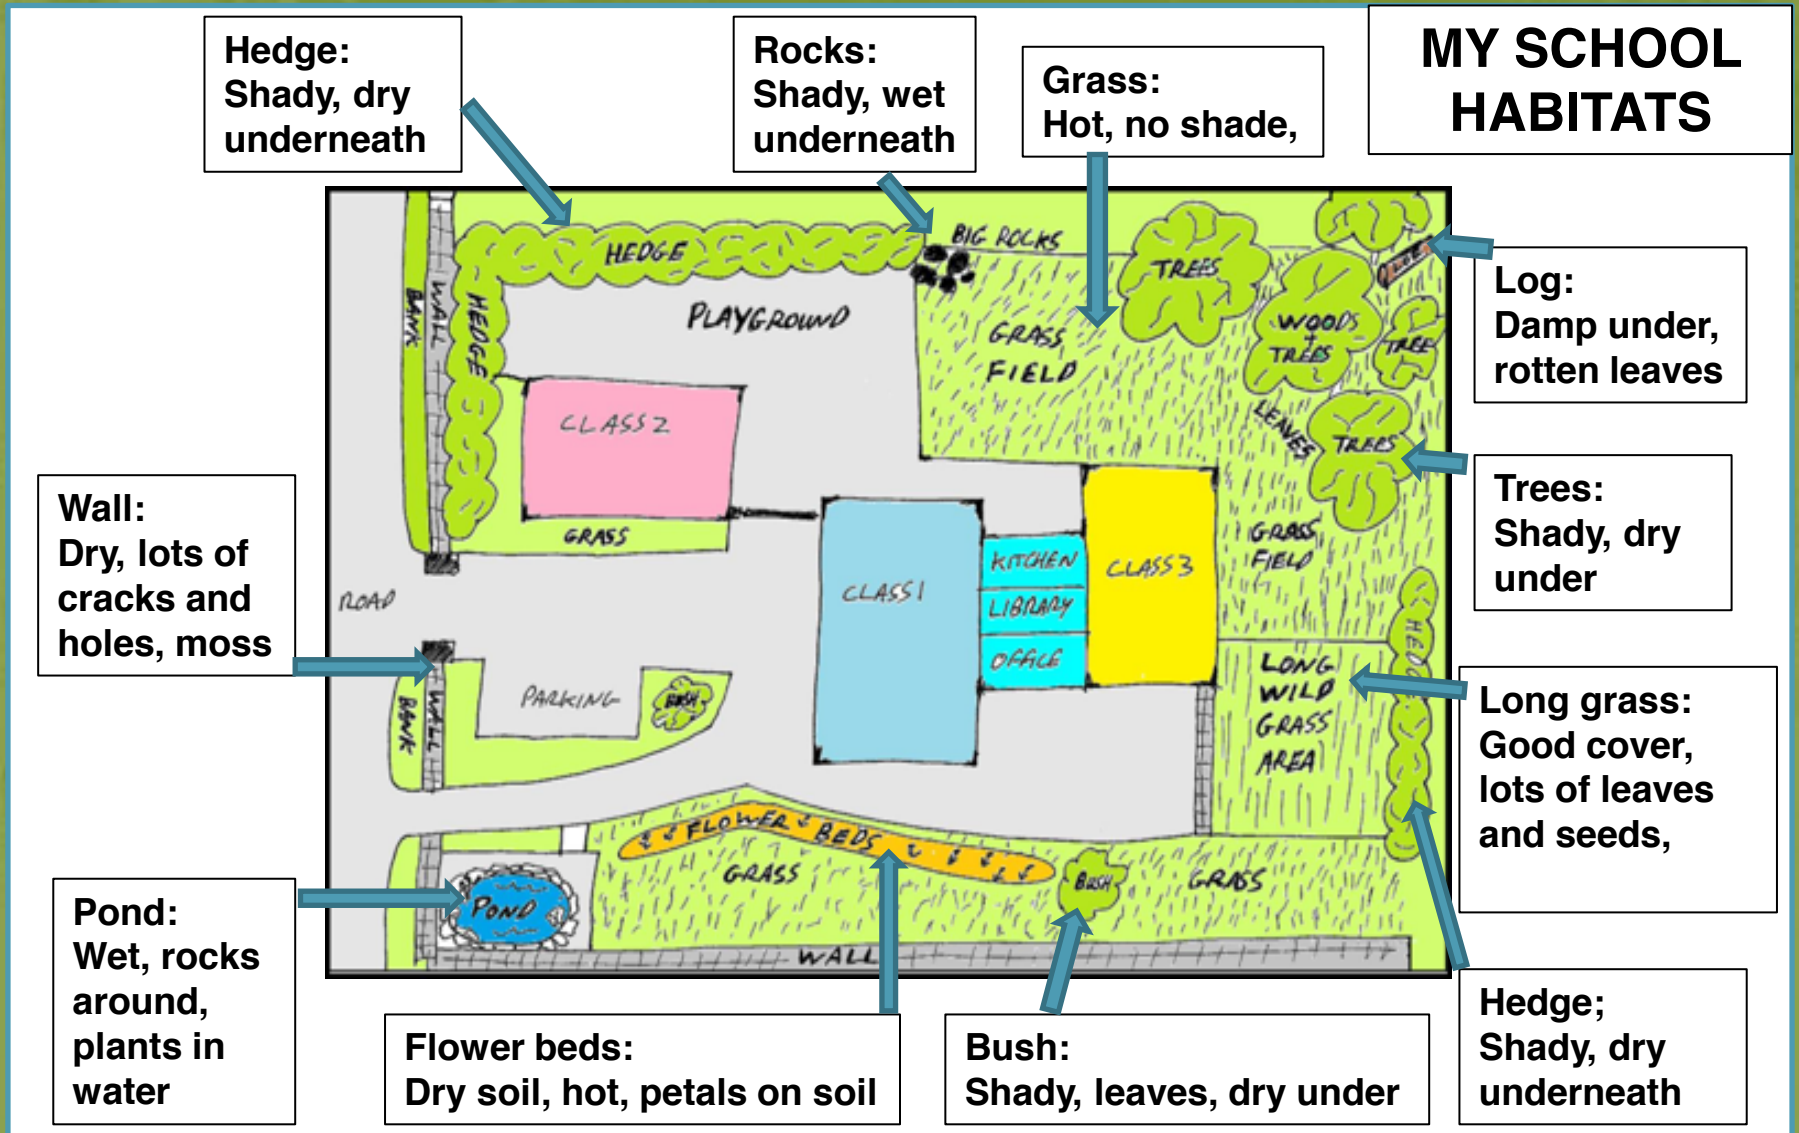 MY SCHOOL
HABITATS
Hedge:
Shady, dry
underneath
Rocks:
Shady, wet
underneath
Grass:
Hot, no shade,
Log:
Damp under,
rotten leaves
Trees:
Shady, dry
under
Wall:
Dry, lots of
cracks and
holes, moss
Long grass:
Good cover,
lots of leaves
and seeds,
Pond:
Wet, rocks
around,
plants in
water
Flower beds:
Dry soil, hot, petals on soil
Bush:
Shady, leaves, dry under
Hedge;
Shady, dry
underneath
BANK
WALL
HEDGE
HEDGE
PLAYGROUND
BIG ROCKS
GRASS
FIELD
TREES
WOODS
+
TREES
TREE
LEAVES
TREES
CLASS 2
GRASS
ROAD
CLASS 1
KITCHEN
LIBRARY
OFFICE
CLASS 3
GRASS
FIELD
HEDGE
LONG
WILD
GRASS
AREA
PARKING
BUSH
BANK
WALL
FLOWER BEDS
GRASS
BUSH
GRASS
POND
WALL